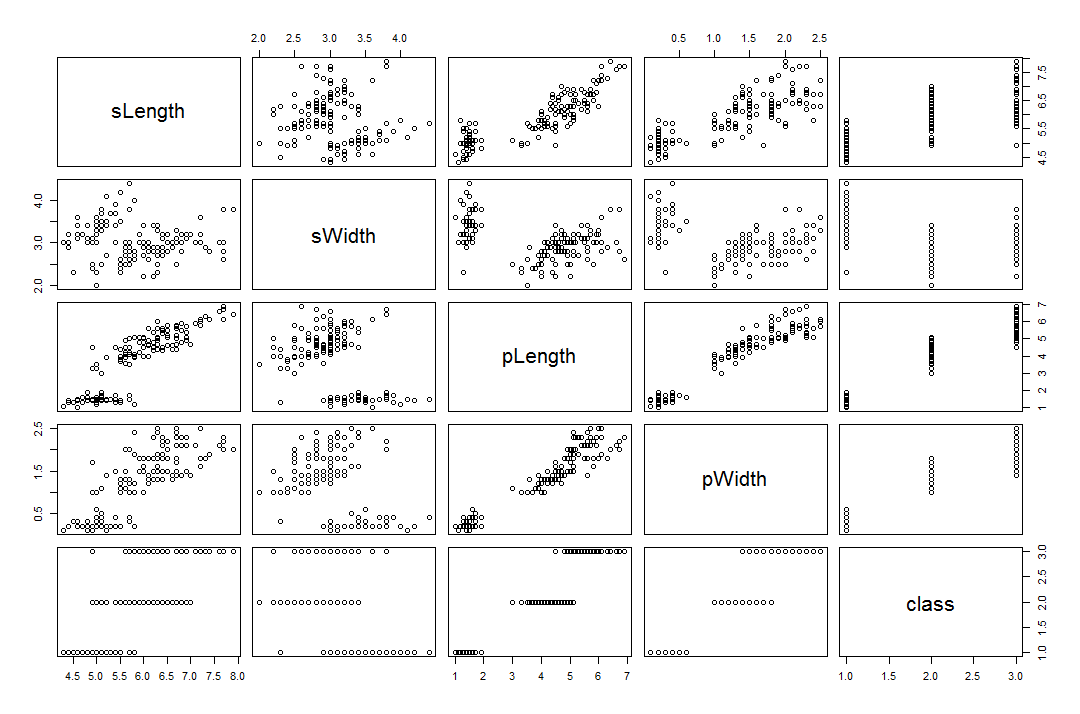 2.0 2.5 3.0 3.5 4.0 0.5 1.0 1.5 2.0 2.5
sLength
4.5 5.5 6.5 7.5
2.0 3.0 4.0
sWidth
pLength
1 2 3 4 5 6 7
0.5 1.5 2.5
pWidth
class
1.0 1.5 2.0 2.5 3.0
4.5 5.0 5.5 6.0 6.5 7.0 7.5 8.0 1 2 3 4 5 6 7 1.0 1.5 2.0 2.5 3.0